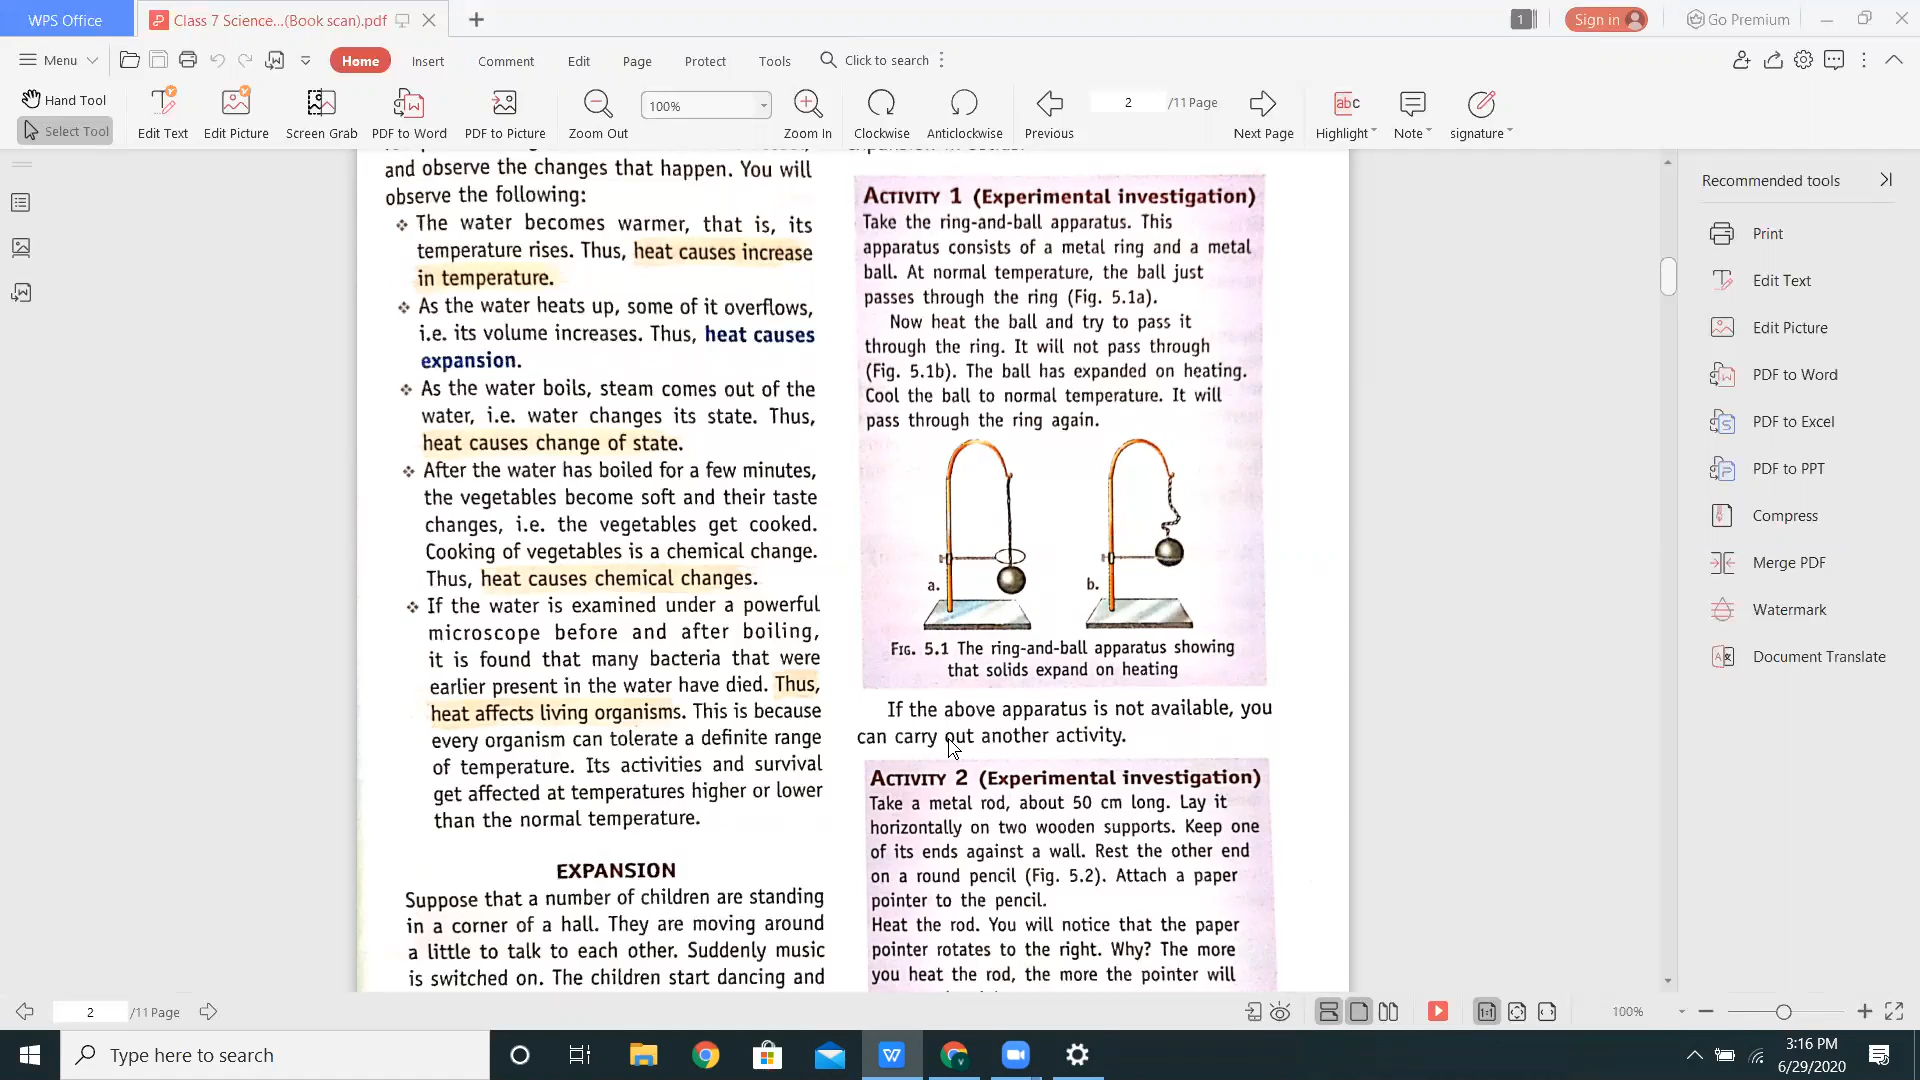 WPS Office
Class 7 Science...(Book scan).pdf
1
Sign in
Go Premium
Menu
Home
Insert
Comment
Edit
Page
Protect
Tools
Click to search
Hand Tool
Select Tool
Edit Text
Edit Picture
Screen Grab
PDF to Word
PDF to Picture
Zoom Out
100%
Zoom In
Clockwise
Anticlockwise
Previous
2
/11Page
Next Page
Highlight
Note
signature
and observe the changes that happen. You will
observe the following:
❖ The water becomes warmer, that is, its
temperature rises. Thus, heat causes increase
in temperature.
❖ As the water heats up, some of it overflows,
i.e. its volume increases. Thus, heat causes
expansion.
❖ As the water boils, steam comes out of the
water, i.e. water changes its state. Thus,
heat causes change of state.
❖ After the water has boiled for a few minutes,
the vegetables become soft and their taste
changes, i.e. the vegetables get cooked.
Cooking of vegetables is a chemical change.
Thus, heat causes chemical changes.
❖ If the water is examined under a powerful
microscope before and after boiling,
it is found that many bacteria that were
earlier present in the water have died. Thus,
heat affects living organisms. This is because
every organism can tolerate a definite range
of temperature. Its activities and survival
get affected at temperatures higher or lower
than the normal temperature.
EXPANSION
Suppose that a number of children are standing
in a corner of a hall. They are moving around
a little to talk to each other. Suddenly music
is switched on. The children start dancing and
ACTIVITY 1 (Experimental investigation)
Take the ring-and-ball apparatus. This
apparatus consists of a metal ring and a metal
ball. At normal temperature, the ball just
passes through the ring (Fig. 5.1a).
Now heat the ball and try to pass it
through the ring. It will not pass through
(Fig. 5.1b). The ball has expanded on heating.
Cool the ball to normal temperature. It will
pass through the ring again.
a.
b.
FIG. 5.1 The ring-and-ball apparatus showing
that solids expand on heating
If the above apparatus is not available, you
can carry out another activity.
ACTIVITY 2 (Experimental investigation)
Take a metal rod, about 50 cm long. Lay it
horizontally on two wooden supports. Keep one
of its ends against a wall. Rest the other end
on a round pencil (Fig. 5.2). Attach a paper
pointer to the pencil.
Heat the rod. You will notice that the paper
pointer rotates to the right. Why? The more
you heat the rod, the more the pointer will
Recommended tools
Print
Edit Text
Edit Picture
PDF to Word
PDF to Excel
PDF to PPT
Compress
Merge PDF
Watermark
Document Translate
2
/11Page
100%
Type here to search
3:16 PM
6/29/2020